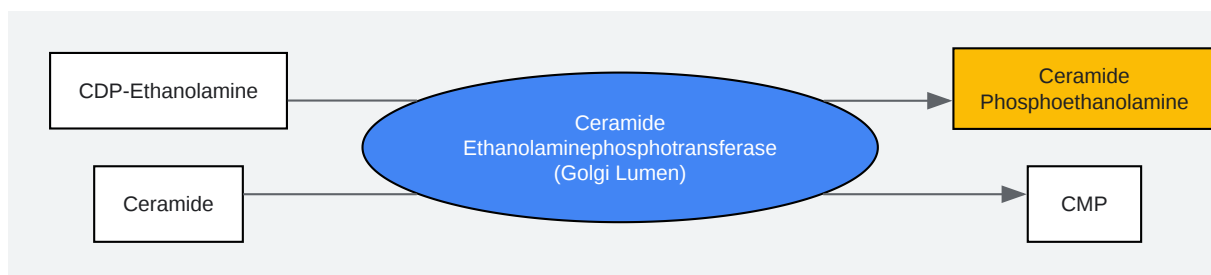 CDP-Ethanolamine
Ceramide
Ceramide
Ethanolaminephosphotransferase
(Golgi Lumen)
Ceramide
Phosphoethanolamine
CMP